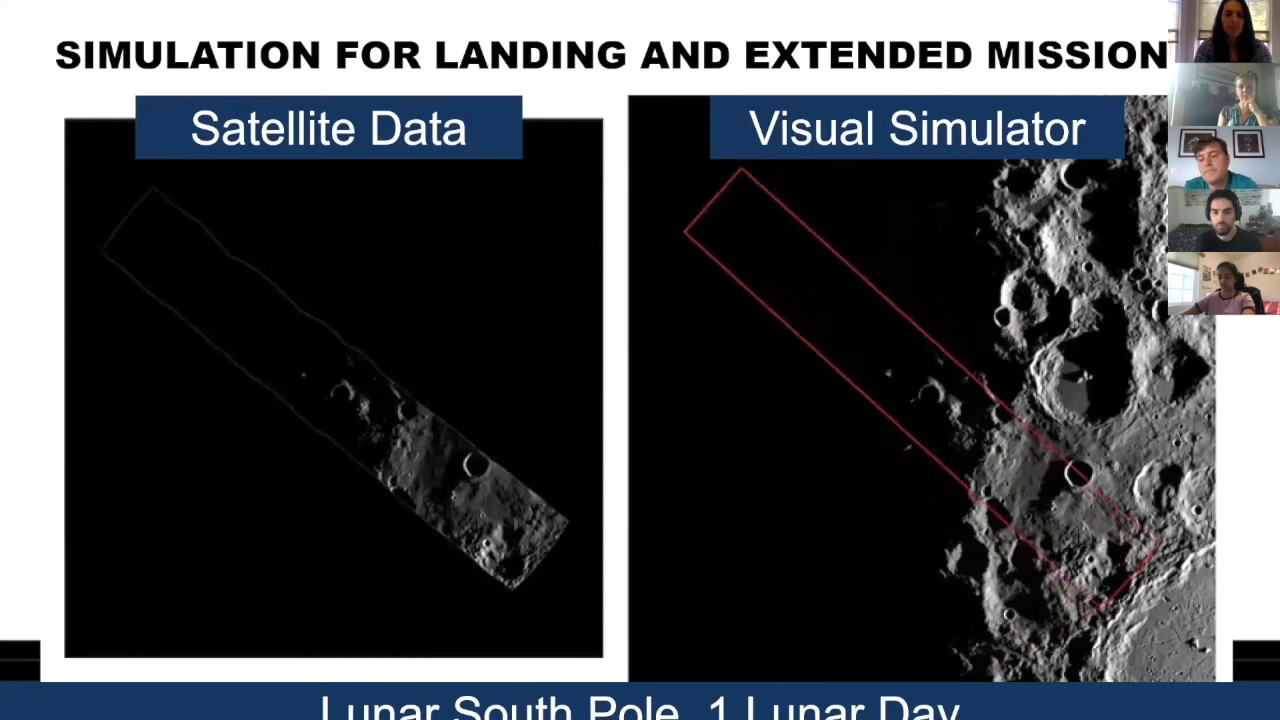 SIMULATION FOR LANDING AND EXTENDED MISSION
Satellite Data
Visual Simulator
Lunar South Pole, 1 Lunar Day